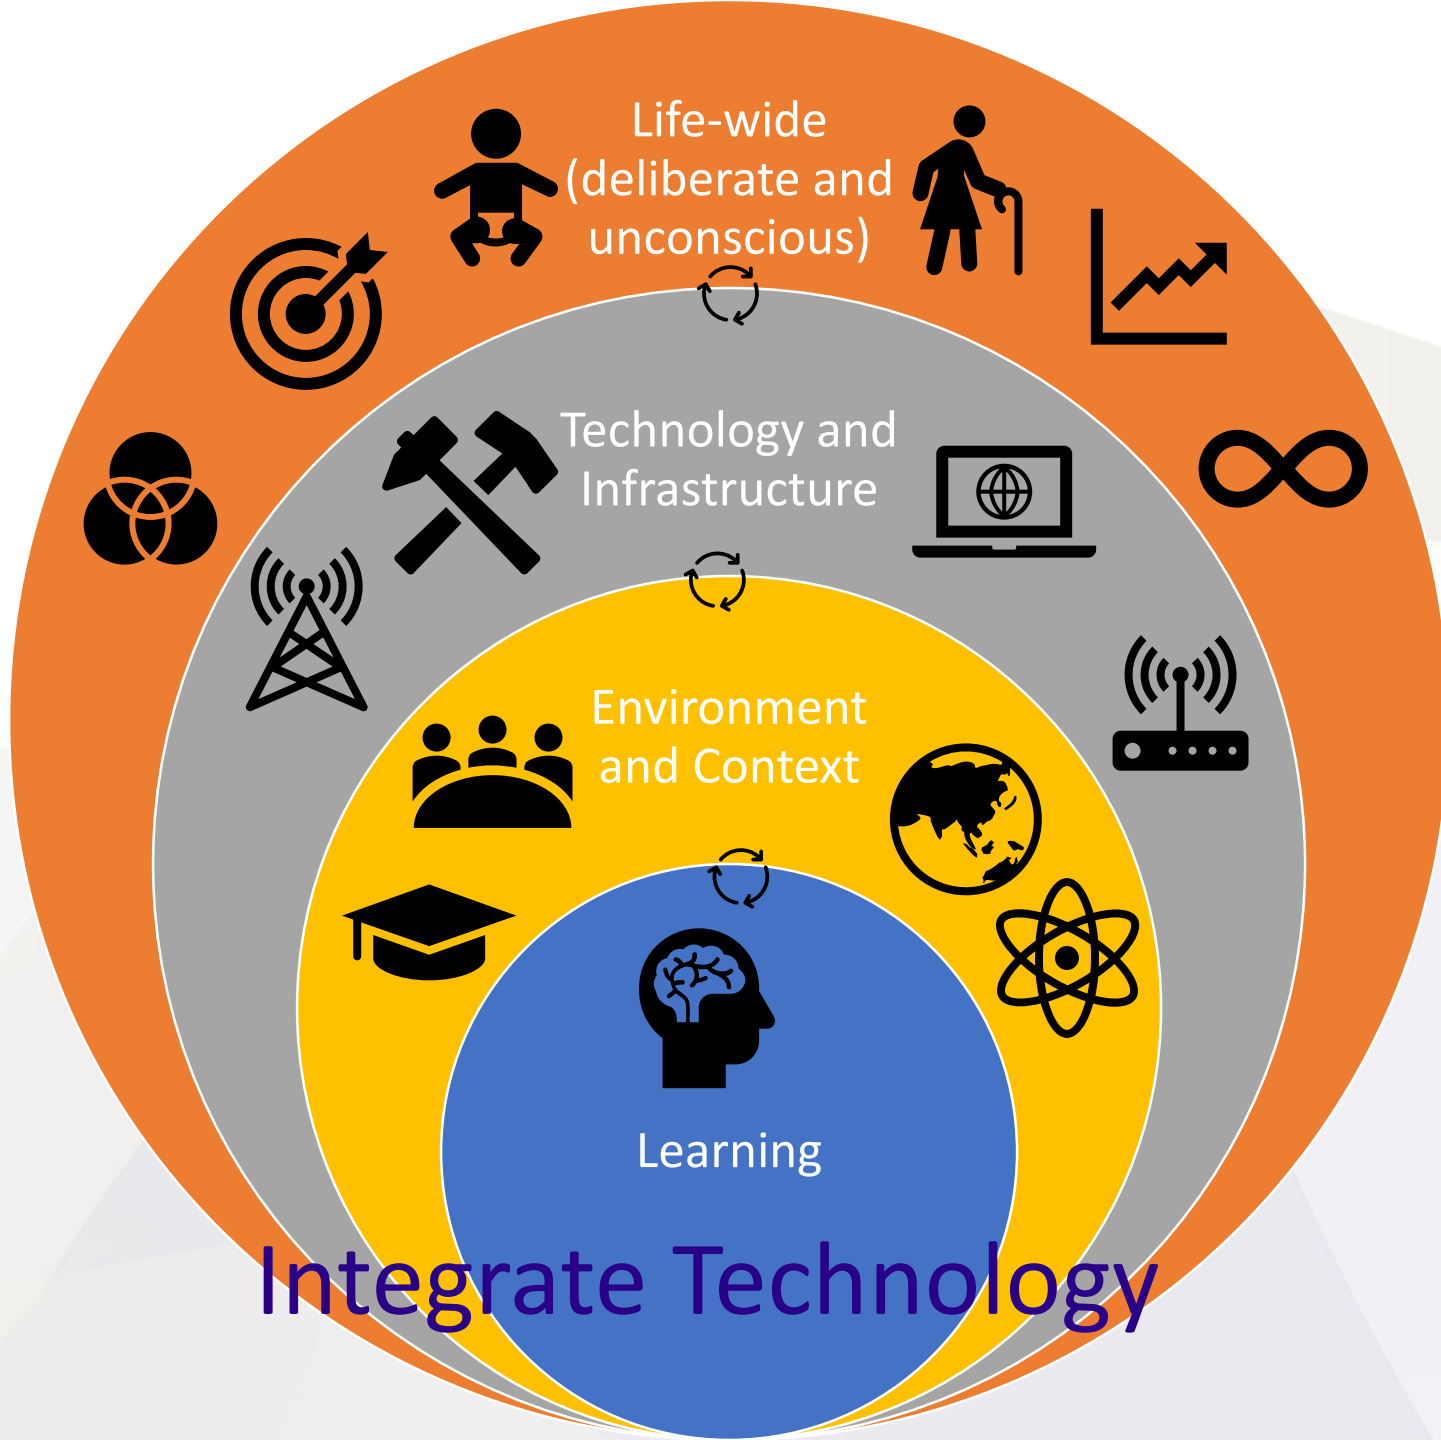 Life-wide
(deliberate and
unconscious)
Technology and
Infrastructure
Environment
and Context
Learning
Integrate Technology